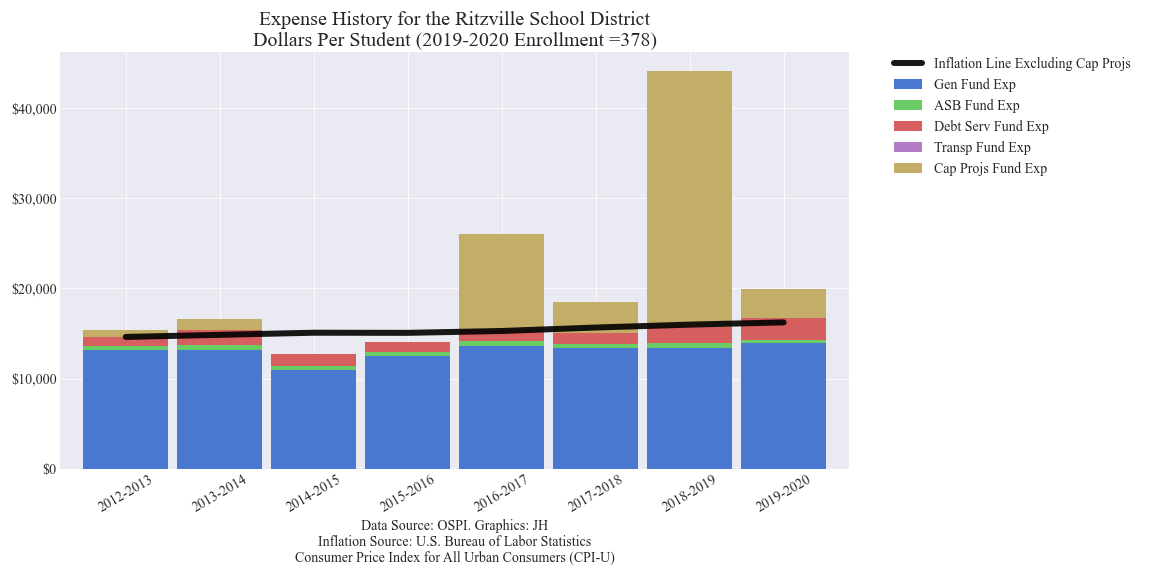 Expense History for the Ritzville School District
Dollars Per Student (2019-2020 Enrollment =378)
Inflation Line Excluding Cap Projs
Gen Fund Exp
ASB Fund Exp
Debt Serv Fund Exp
Transp Fund Exp
Cap Projs Fund Exp
$40,000
$30,000
$20,000
$10,000
$0
2012-2013
2013-2014
2014-2015
2015-2016
2016-2017
2017-2018
2018-2019
2019-2020
Data Source: OSPI. Graphics: JH
Inflation Source: U.S. Bureau of Labor Statistics
Consumer Price Index for All Urban Consumers (CPI-U)